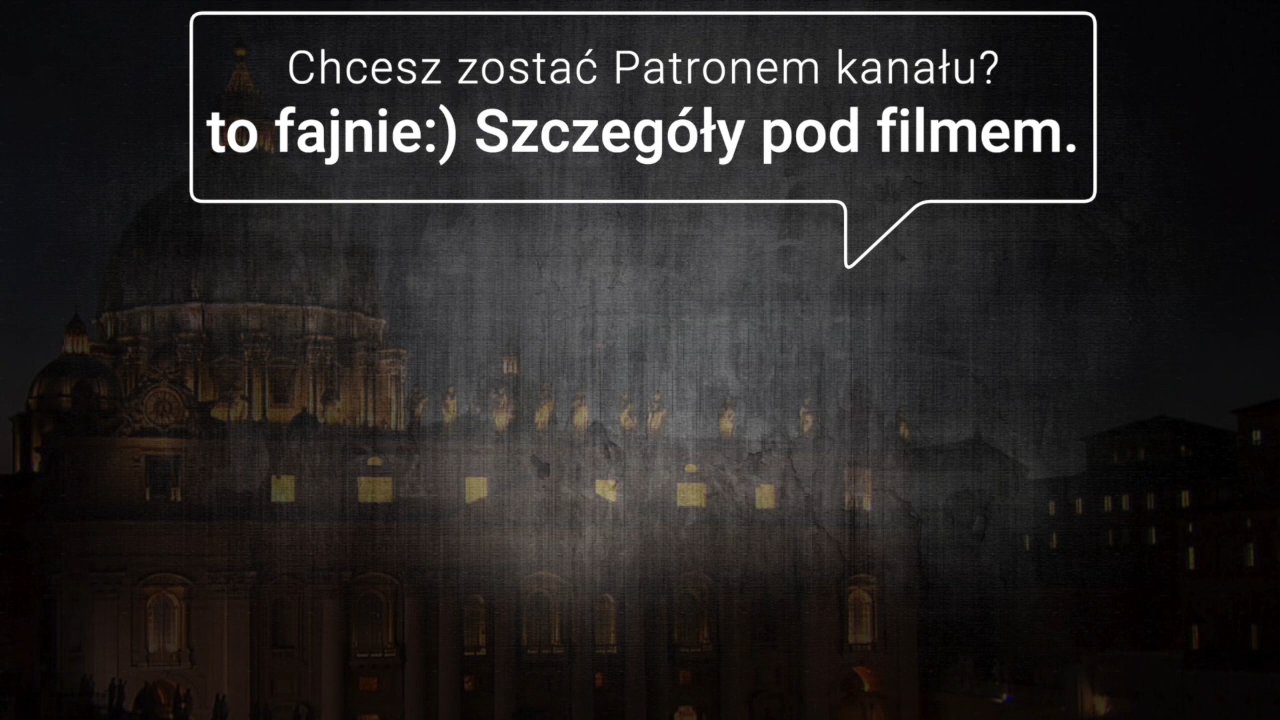 Chcesz zostać Patronem kanału?
to fajnie:) Szczegóły pod filmem.